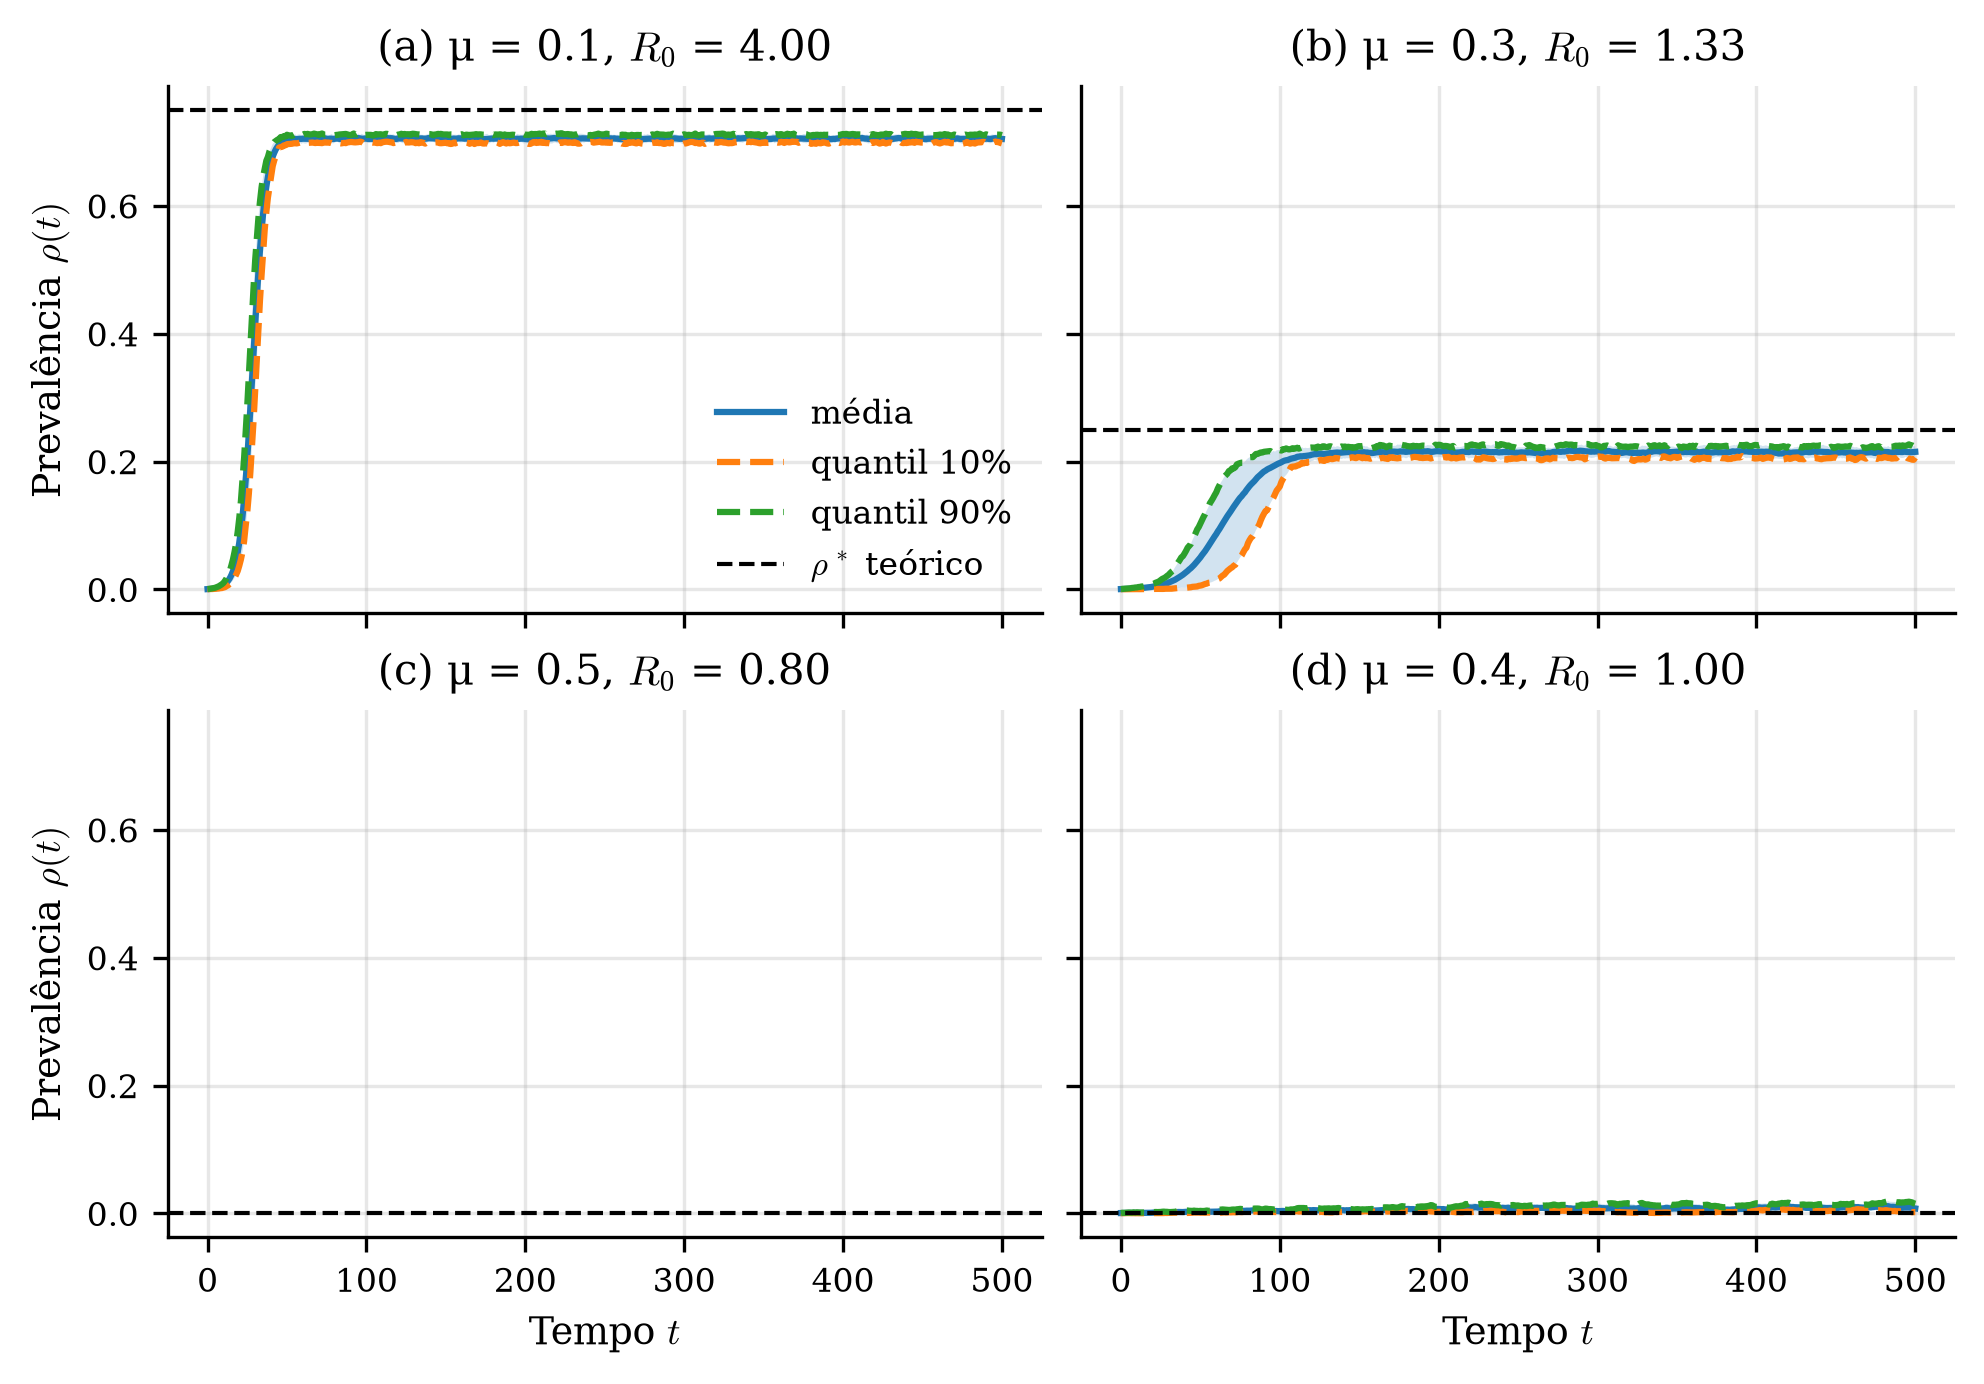 (a) μ = 0.1, R₀ = 4.00
(b) μ = 0.3, R₀ = 1.33
Prevalência ρ(t)
0.6
0.4
0.2
0.0
média
quantil 10%
quantil 90%
ρ* teórico
(c) μ = 0.5, R₀ = 0.80
(d) μ = 0.4, R₀ = 1.00
Prevalência ρ(t)
0.6
0.4
0.2
0.0
0 100 200 300 400 500
0 100 200 300 400 500
Tempo t
Tempo t